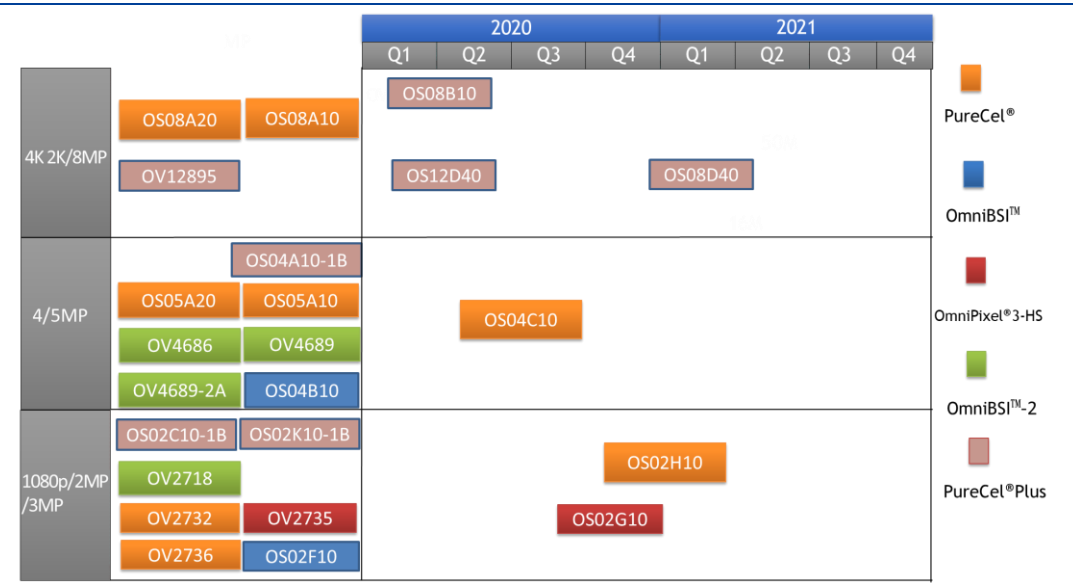 2020
2021
Q1
Q2
Q3
Q4
Q1
Q2
Q3
Q4
4K2K/8MP
OS08A20
OS08A10
OV12895
OS08B10
OS12D40
OS08D40
4/5MP
OS04A10-1B
OS05A20
OS05A10
OV4686
OV4689
OV4689-2A
OS04B10
OS04C10
1080p/2MP
/3MP
OS02C10-1B
OS02K10-1B
OV2718
OV2732
OV2735
OV2736
OS02F10
OS02H10
OS02G10
PureCel®
OmniBSI™
OmniPixel®3-HS
OmniBSI™-2
PureCel®Plus